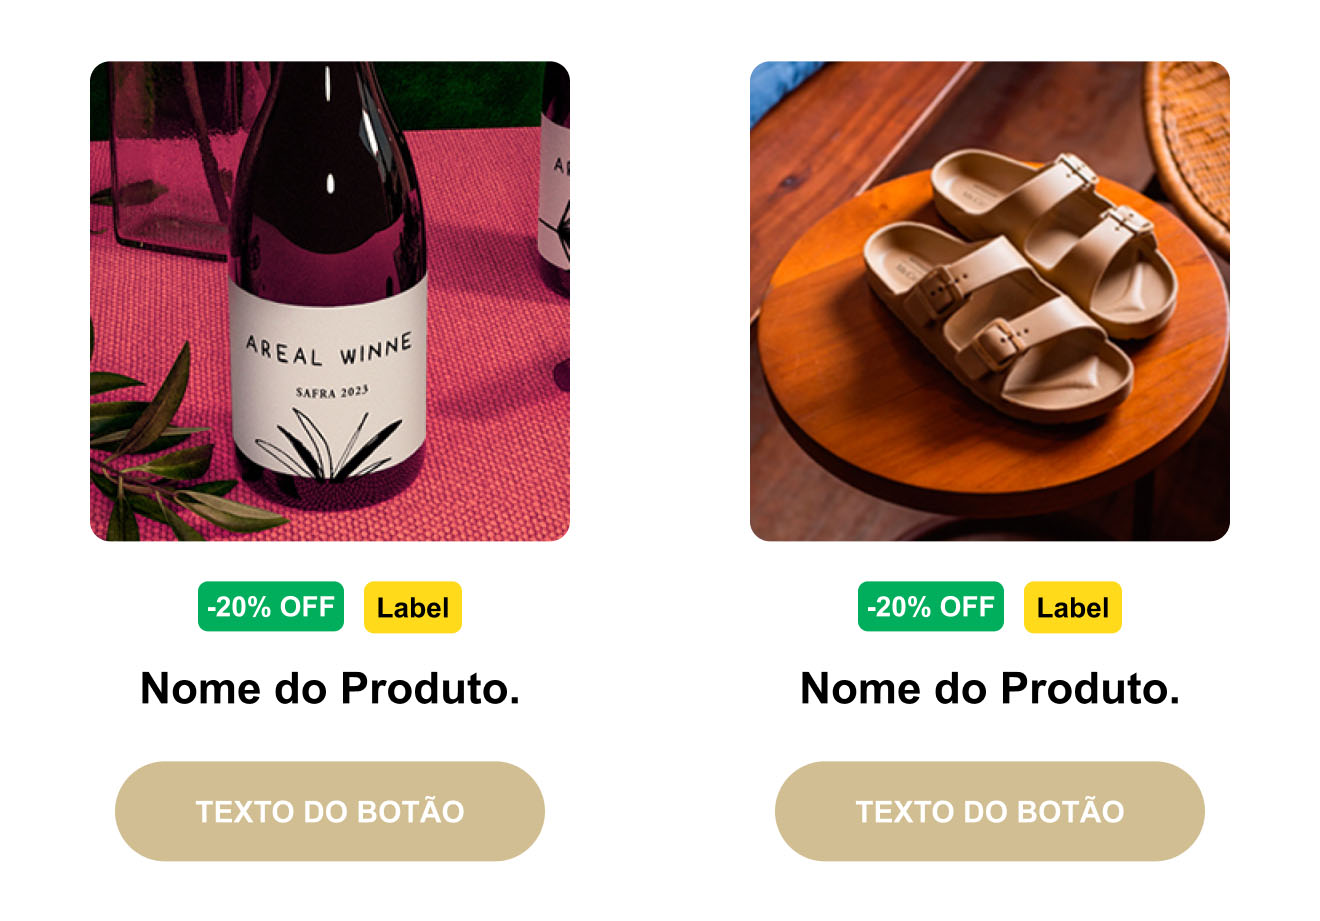 AREAL WINNE
SAFRA 2023
-20% OFF
Label
Nome do Produto.
TEXTO DO BOTÃO
-20% OFF
Label
Nome do Produto.
TEXTO DO BOTÃO